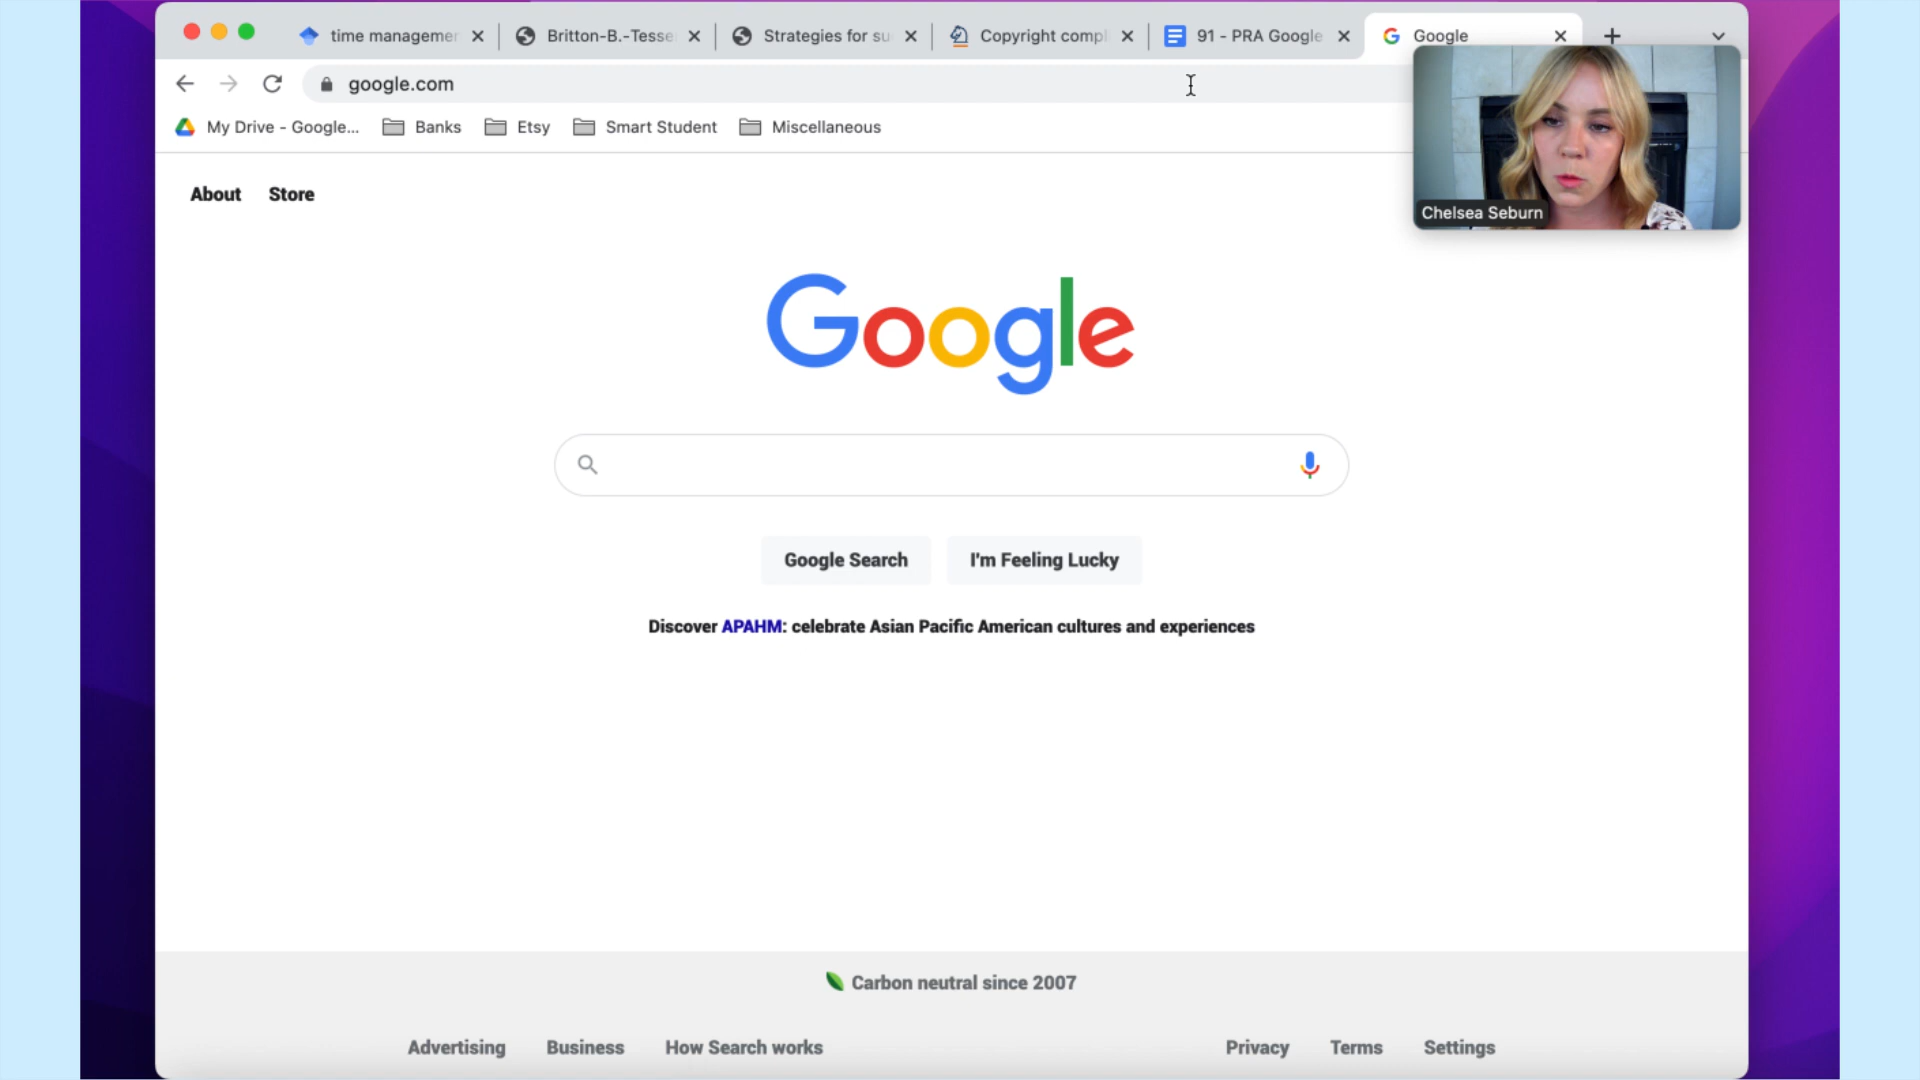 time managemen
Britton-B.-Tesse
Strategies for su
Copyright compli
91 - PRA Google
Google
google.com
My Drive - Google...
Banks
Etsy
Smart Student
Miscellaneous
Chelsea Seburn
About
Store
Google
Google Search
I'm Feeling Lucky
Discover APAHM: celebrate Asian Pacific American cultures and experiences
Carbon neutral since 2007
Advertising
Business
How Search works
Privacy
Terms
Settings